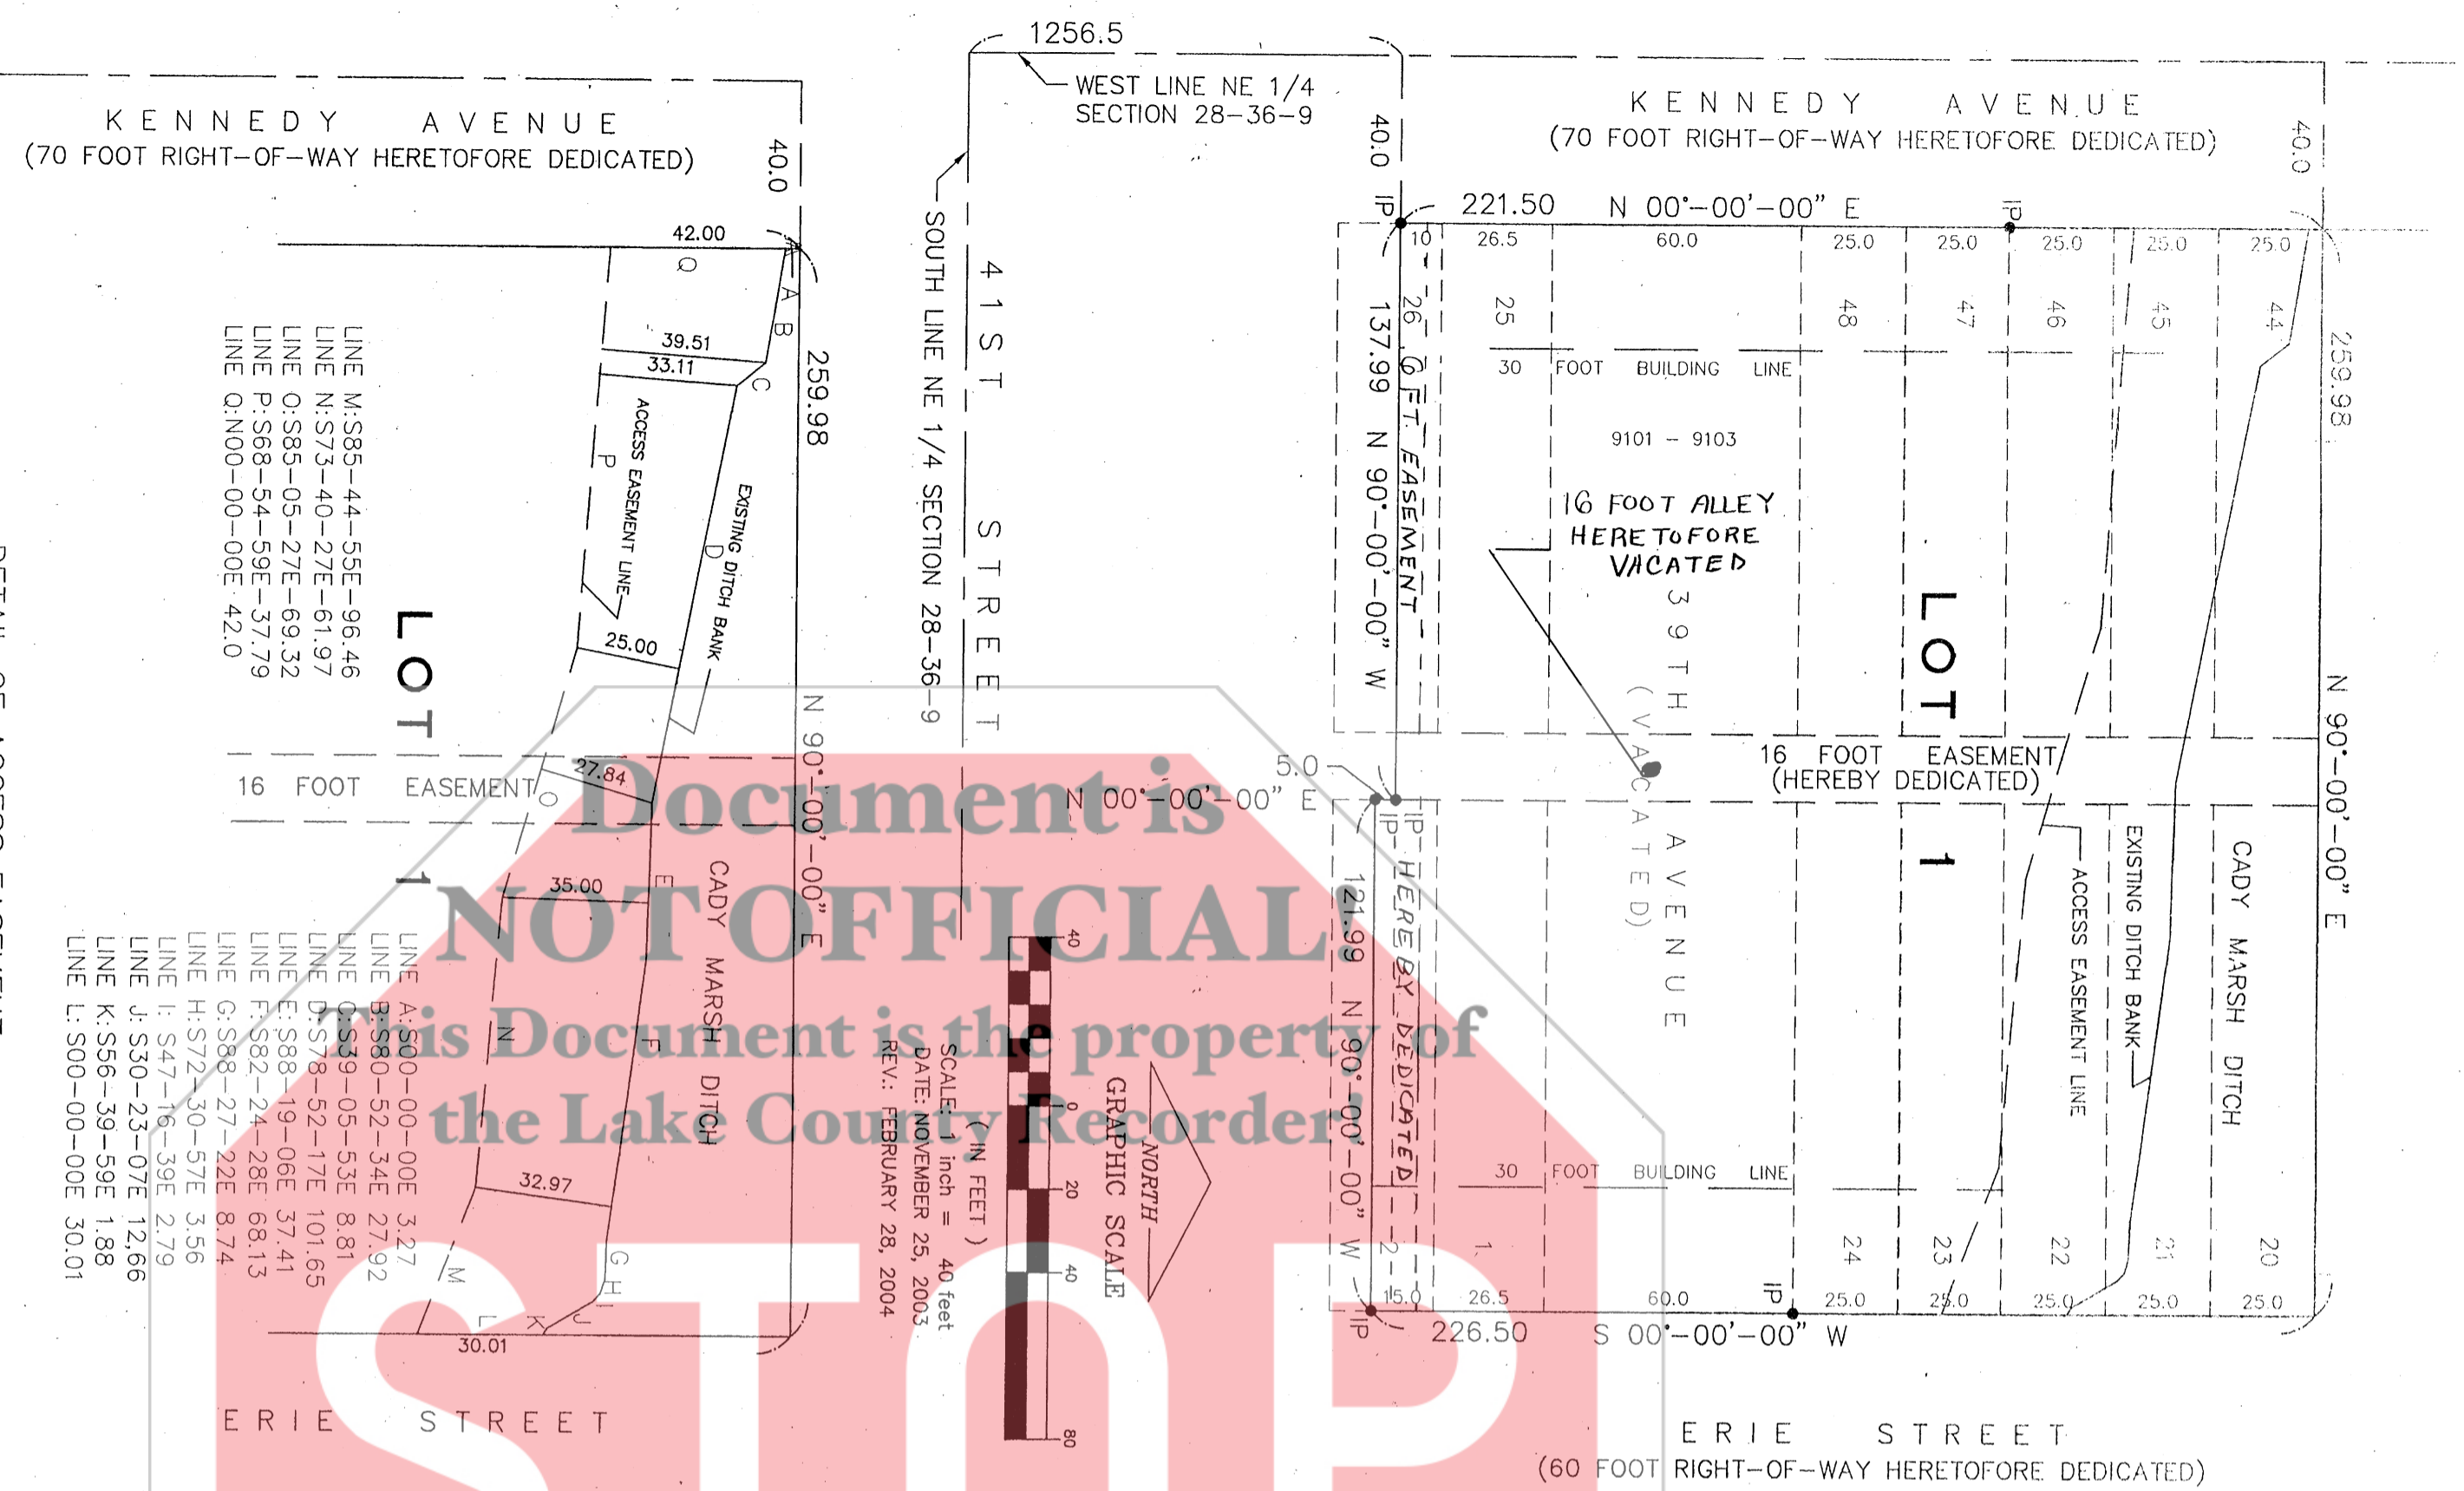 1256.5
WEST LINE NE 1/4
SECTION 28-36-9
KENNEDY AVENUE
(70 FOOT RIGHT-OF-WAY HERETOFORE DEDICATED)
40.0
40.0
KENNEDY AVENUE
(70 FOOT RIGHT-OF-WAY HERETOFORE DEDICATED)
40.0
42.00
Q
A
B
39.51
33.11
C
P
ACCESS EASEMENT LINE
EXISTING DITCH BANK
D
25.00
259.98
N 90°-00'-00" E
LINE M:S85-44-55E-96.46
LINE N:S73-40-27E-61.97
LINE O:S85-05-27E-69.32
LINE P:S68-54-59E-37.79
LINE Q:N00-00-00E 42.0
LOT 1
16 FOOT EASEMENT
27.84
O
35.00
E
N
F
CADY MARSH DITCH
32.97
G
H
I
J
K
L
M
30.01
LINE A:S00-00-00E 3.27
LINE B:S80-52-34E 27.92
LINE C:S39-05-53E 8.81
LINE D:S78-52-17E 101.65
LINE E:S88-19-06E 37.41
LINE F:S82-24-28E 68.13
LINE G:S88-27-22E 8.74
LINE H:S72-30-57E 3.56
LINE I: S47-16-39E 2.79
LINE J: S30-23-07E 12,66
LINE K:S56-39-59E 1.88
LINE L: S00-00-00E 30.01
ERIE STREET
SOUTH LINE NE 1/4 SECTION 28-36-9
41ST STREET
IP
221.50 N 00°-00'-00" E
IP
10
26.5
60.0
25.0
25.0
25.0
25.0
25.0
26
25
48
47
46
45
44
137.99 N 90°-00'-00" W
6 FT. EASEMENT
30 FOOT BUILDING LINE
9101 - 9103
16 FOOT ALLEY
HERETOFORE
VACATED
39TH AVENUE
(VACATED)
LOT 1
259.98
N 90°-00'-00" E
16 FOOT EASEMENT
(HEREBY DEDICATED)
5.0
N 00°-00'-00" E
IP
IP
HEREBY DEDICATED
121.99 N 90°-00'-00" W
ACCESS EASEMENT LINE
EXISTING DITCH BANK
CADY MARSH DITCH
30 FOOT BUILDING LINE
2
1
24
23
22
21
20
15.0
26.5
60.0
IP
25.0
25.0
25.0
25.0
25.0
IP
226.50 S 00°-00'-00" W
ERIE STREET
(60 FOOT RIGHT-OF-WAY HERETOFORE DEDICATED)
NORTH
GRAPHIC SCALE
40
0
20
40
80
(IN FEET)
SCALE: 1 inch = 40 feet
DATE: NOVEMBER 25, 2003
REV.: FEBRUARY 28, 2004
Document is
NOT OFFICIAL!
This Document is the property of
the Lake County Recorder!
STOP